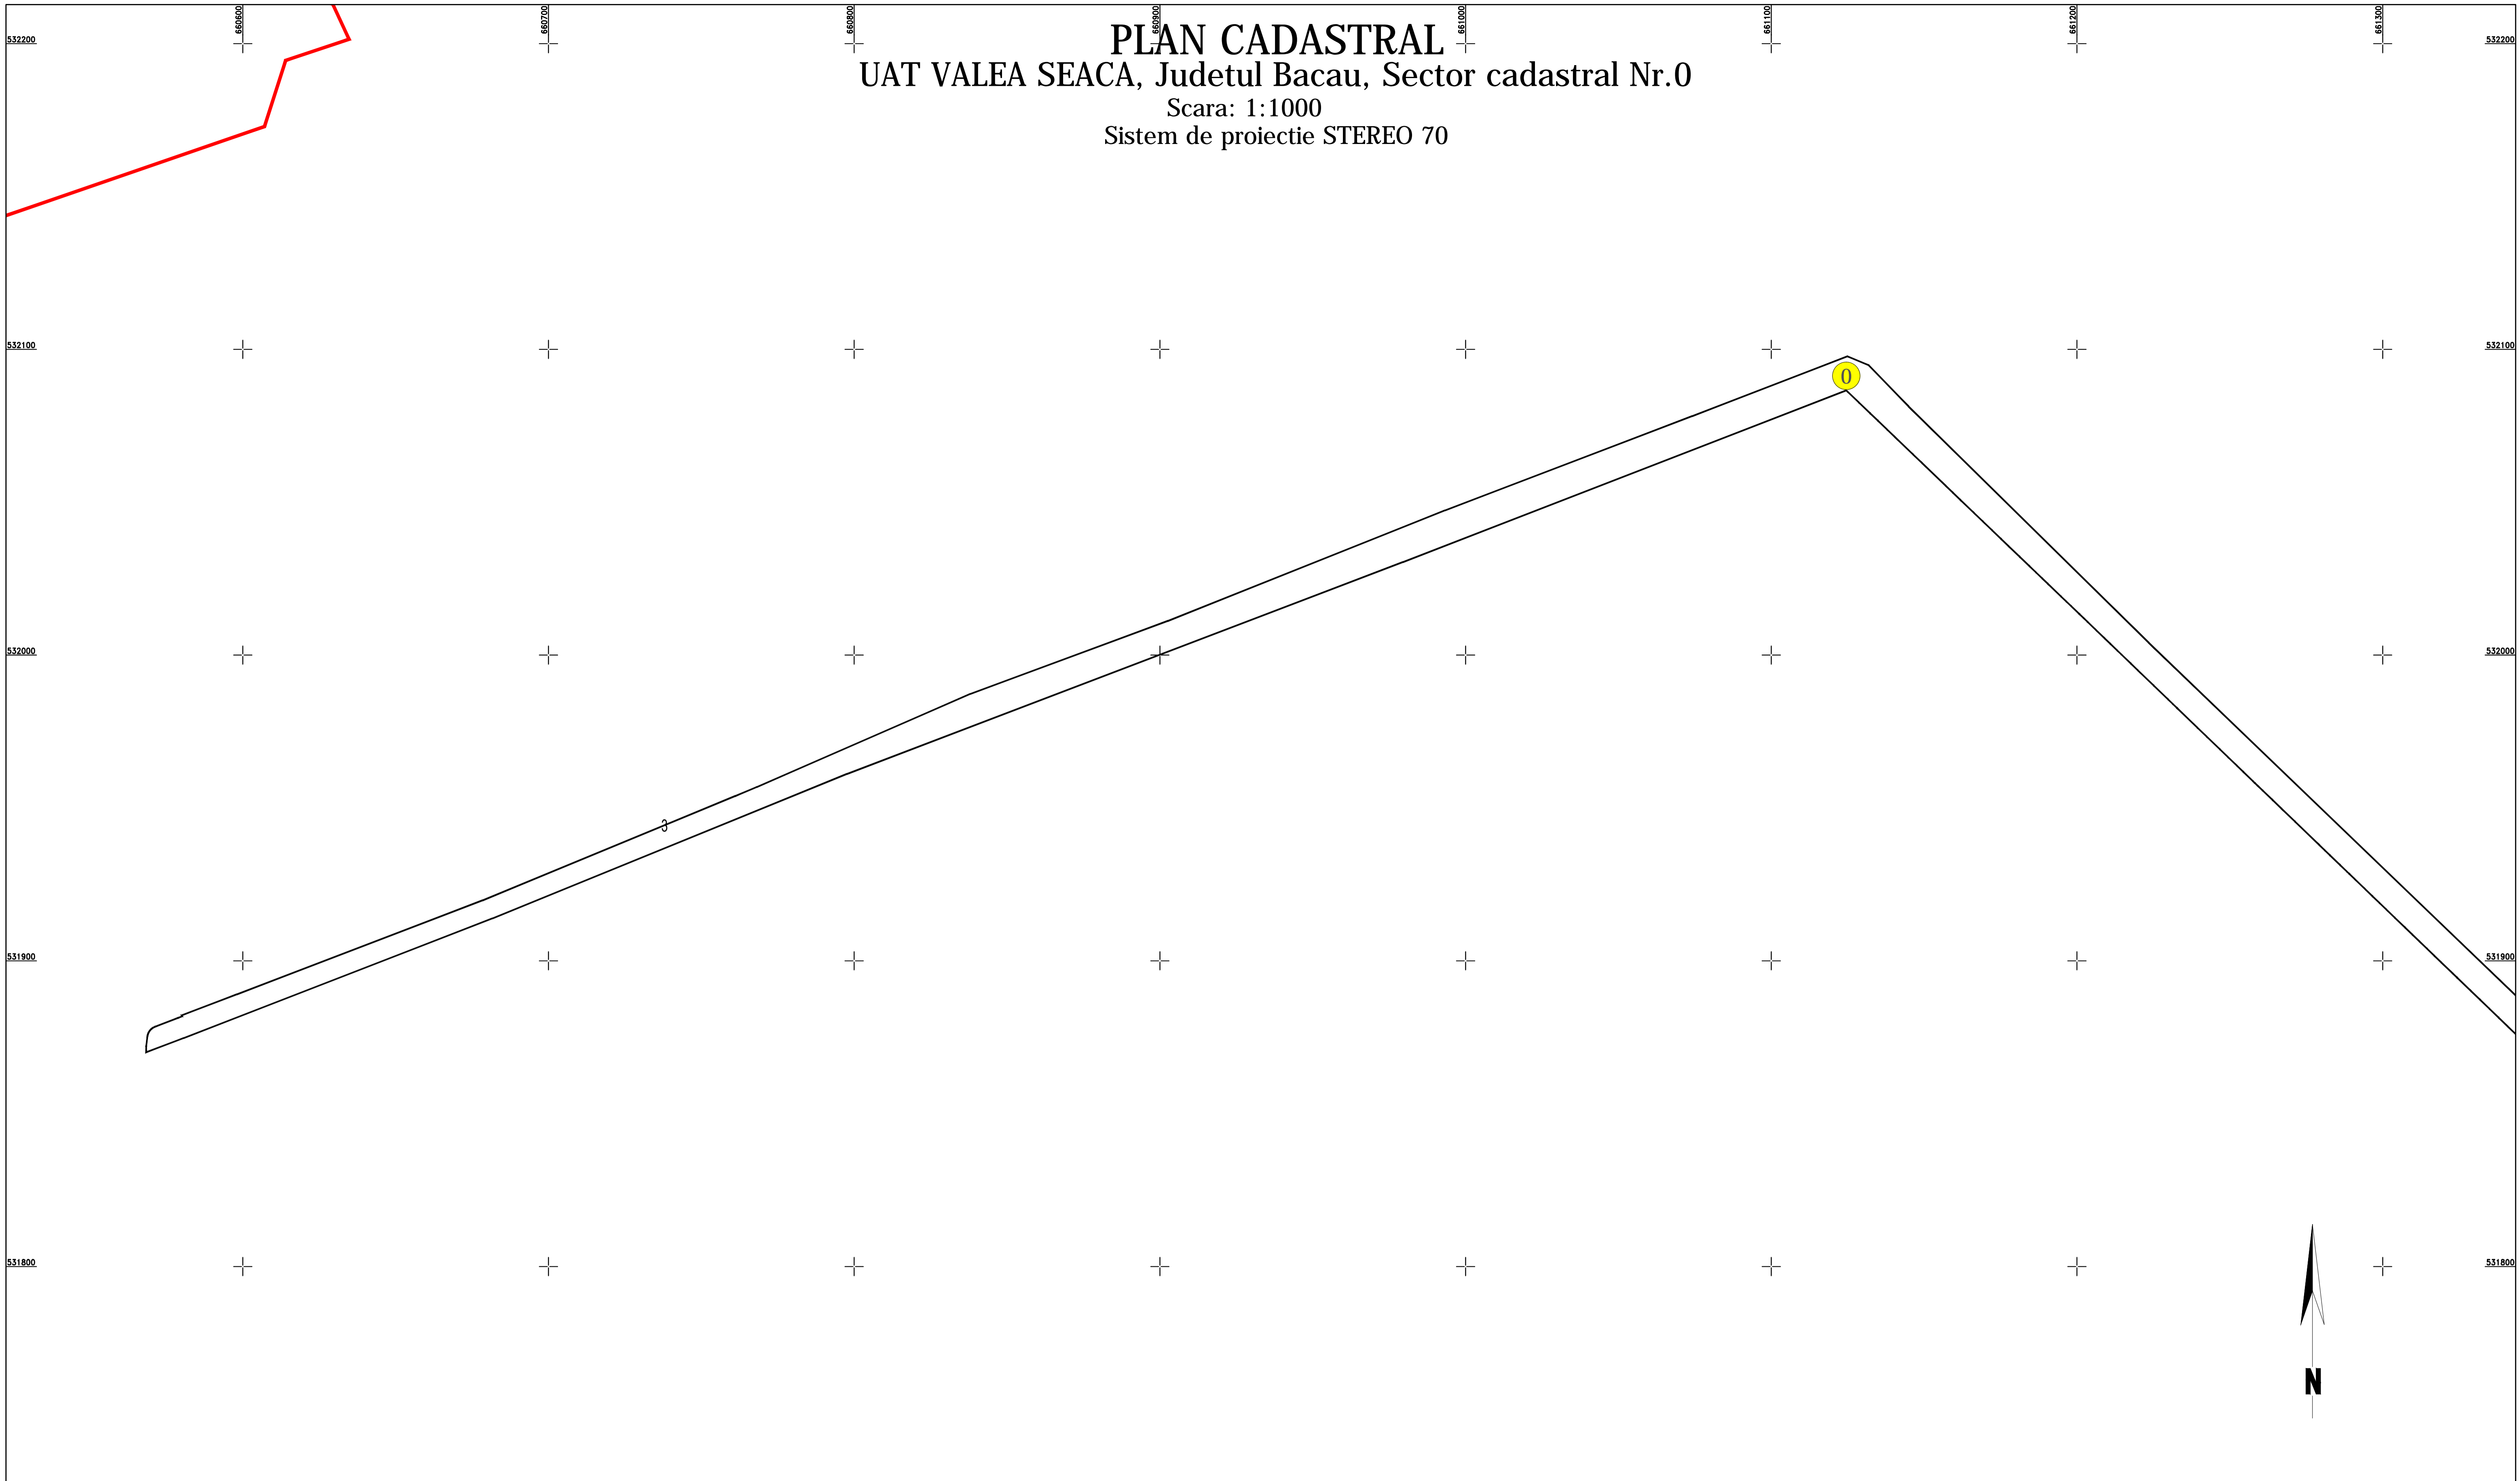 660600 660700 660800 660900 661000 661100 661200 661300
PLAN CADASTRAL
532200 532200
UAT VALEA SEACA, Judetul Bacau, Sector cadastral Nr.0
Scara: 1:1000
Sistem de proiectie STEREO 70
532100 532100
0
532000 532000
3
531900 531900
531800 531800
N